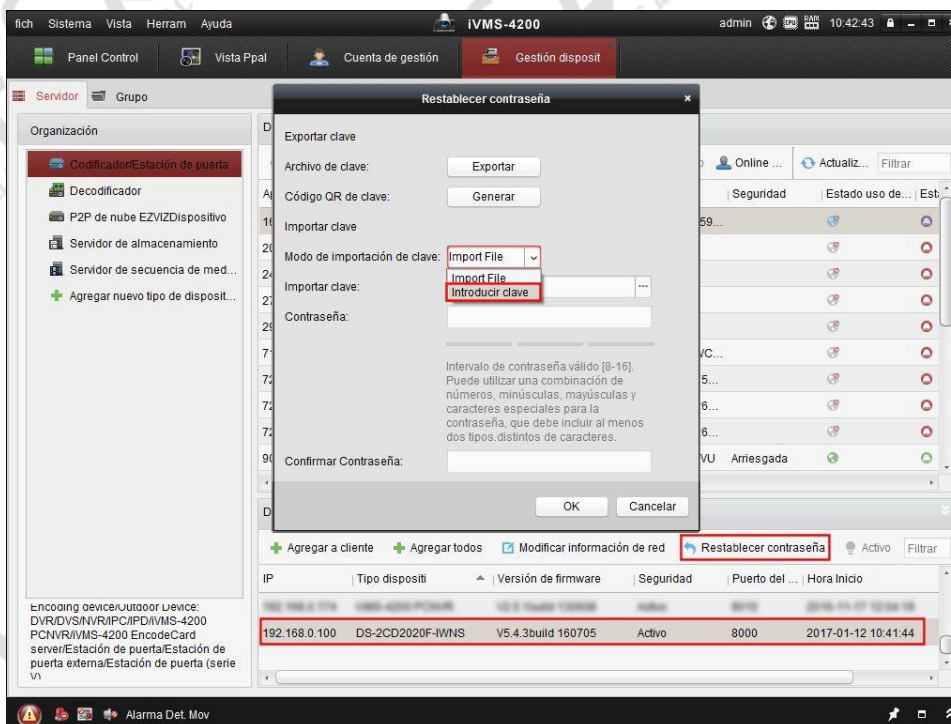 fich Sistema Vista Herram Ayuda iVMS-4200 admin 10:42:43
Panel Control Vista Ppal Cuenta de gestión Gestión disposit
Servidor Grupo
Restablecer contraseña
Organización
Codificador/Estación de puerta
Decodificador
P2P de nube EZVIZDispositivo
Servidor de almacenamiento
Servidor de secuencia de med...
Agregar nuevo tipo de disposit...
Exportar clave
Archivo de clave: Exportar
Código QR de clave: Generar
Importar clave
Modo de importación de clave: Import File
Import File
Introducir clave
Importar clave: ...
Contraseña:
Intervalo de contraseña válido [8-16].
Puede utilizar una combinación de
números, minúsculas, mayúsculas y
caracteres especiales para la
contraseña, que debe incluir al menos
dos tipos distintos de caracteres.
Confirmar Contraseña:
OK Cancelar
Online ... Actualiz... Filtrar
Seguridad Estado uso de... Est
59...
5...
6...
6...
VU Arriesgada
Agregar a cliente Agregar todos Modificar información de red Restablecer contraseña Activo Filtrar
IP Tipo dispositi Versión de firmware Seguridad Puerto del ... Hora Inicio
192.168.0.100 DS-2CD2020F-IWNS V5.4.3build 160705 Activo 8000 2017-01-12 10:41:44
Encoding device/Outdoor Device:
DVR/DVS/NVR/IPC/IPD/iVMS-4200
PCNVR/iVMS-4200 EncodeCard
server/Estación de puerta/Estación de
puerta externa/Estación de puerta (serie
V)
Alarma Det. Mov